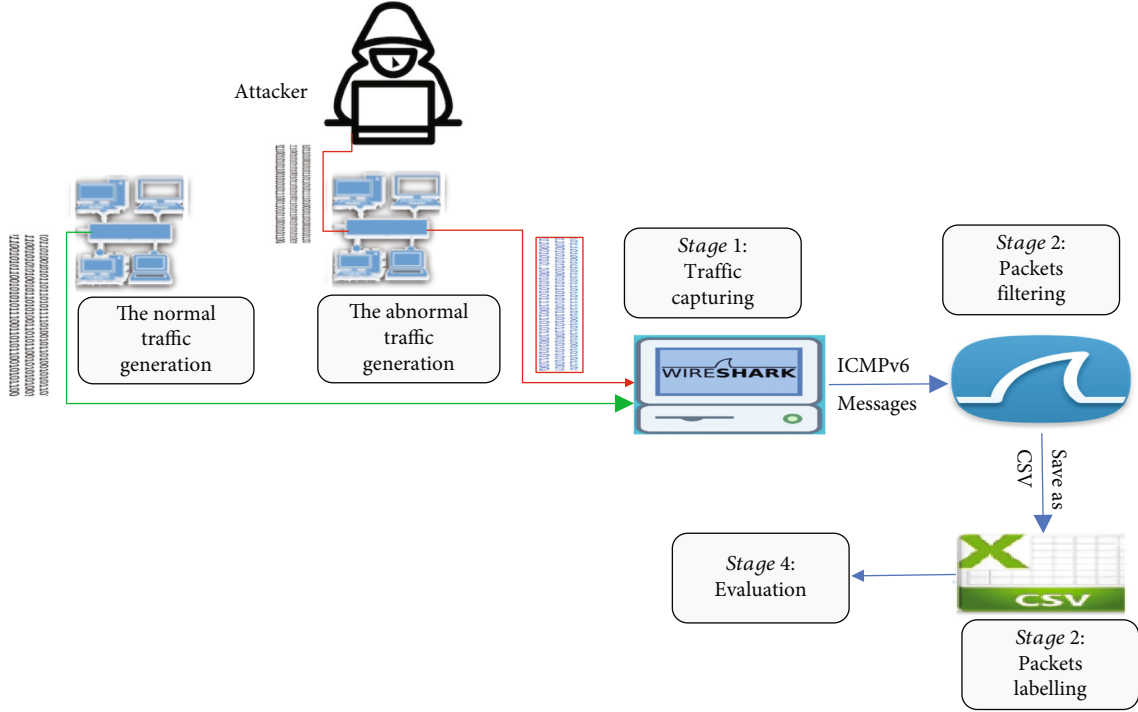 Attacker
The normal
traffic
generation
The abnormal
traffic
generation
Stage 1:
Traffic
capturing
Stage 2:
Packets
filtering
WIRESHARK
ICMPv6
Messages
Save as
CSV
CSV
Stage 2:
Packets
labelling
Stage 4:
Evaluation